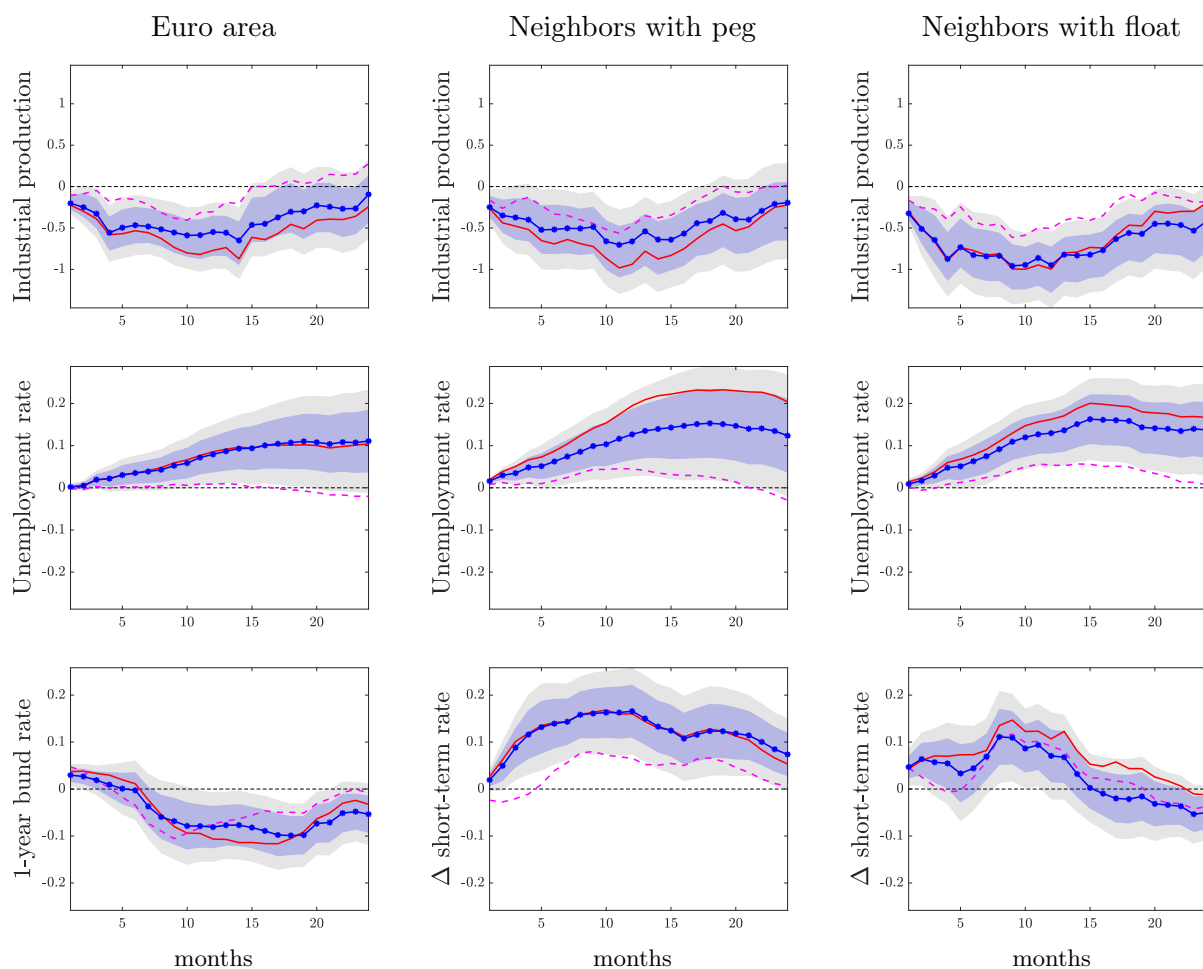 Euro area Neighbors with peg Neighbors with float
Industrial production
1
0.5
0
-0.5
-1
5 10 15 20
Industrial production
1
0.5
0
-0.5
-1
5 10 15 20
Industrial production
1
0.5
0
-0.5
-1
5 10 15 20
Unemployment rate
0.2
0.1
0
-0.1
-0.2
5 10 15 20
Unemployment rate
0.2
0.1
0
-0.1
-0.2
5 10 15 20
Unemployment rate
0.2
0.1
0
-0.1
-0.2
5 10 15 20
1-year bund rate
0.2
0.1
0
-0.1
-0.2
5 10 15 20
months
Δ short-term rate
0.2
0.1
0
-0.1
-0.2
5 10 15 20
months
Δ short-term rate
0.2
0.1
0
-0.1
-0.2
5 10 15 20
months